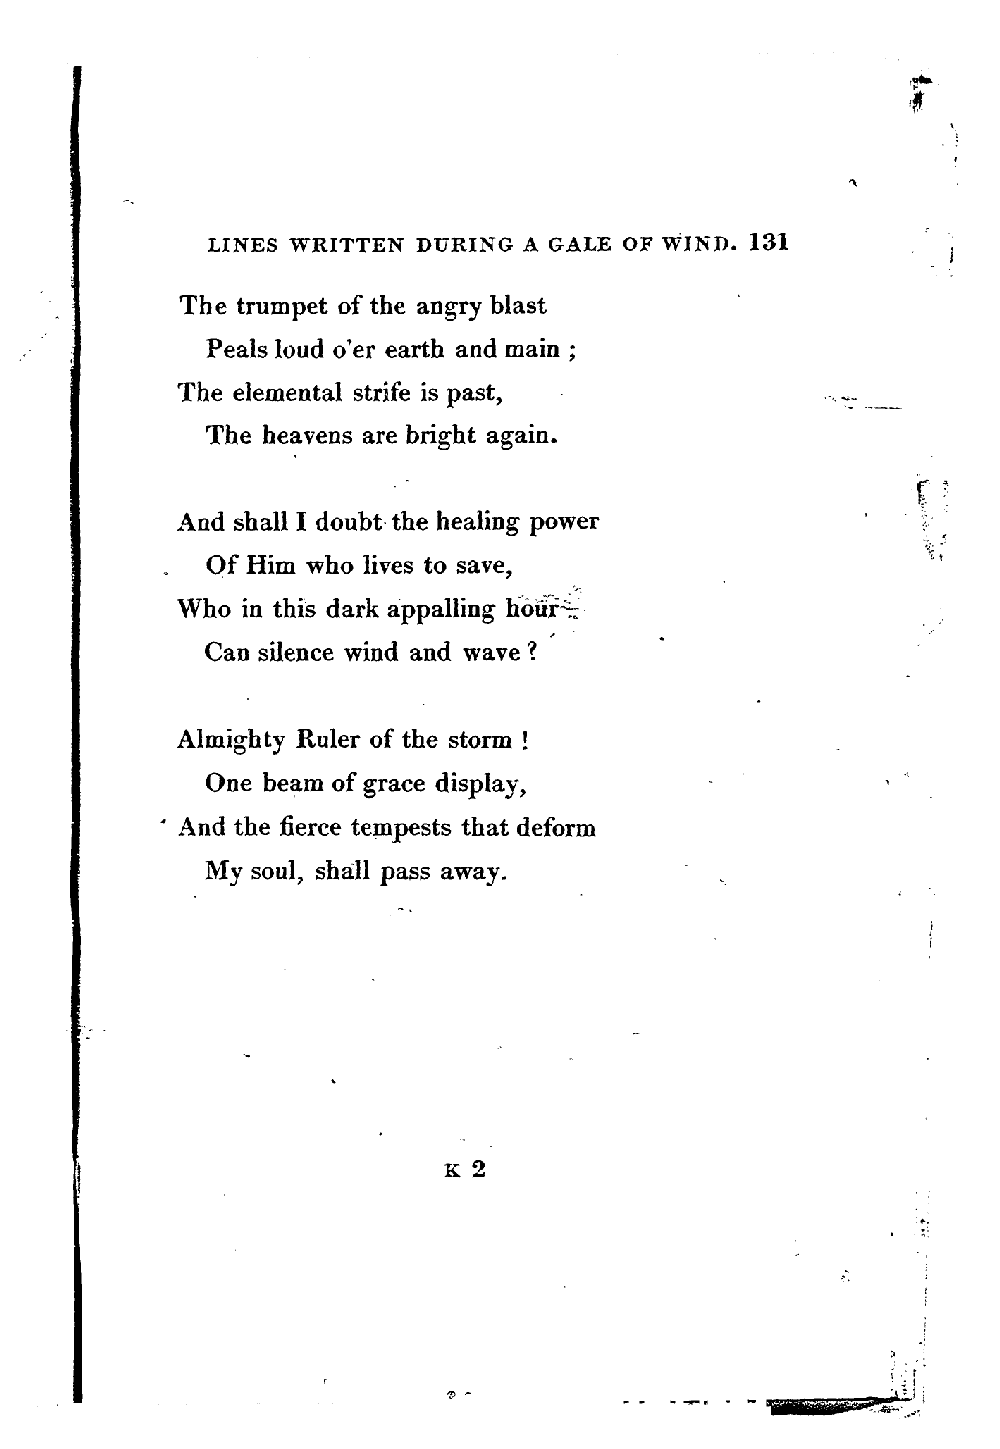 LINES WRITTEN DURING A GALE OF WIND. 131
The trumpet of the angry blast
Peals loud o'er earth and main ;
The elemental strife is past,
The heavens are bright again.
And shall I doubt the healing power
Of Him who lives to save,
Who in this dark appalling hour
Can silence wind and wave ?
Almighty Ruler of the storm !
One beam of grace display,
And the fierce tempests that deform
My soul, shall pass away.
K 2